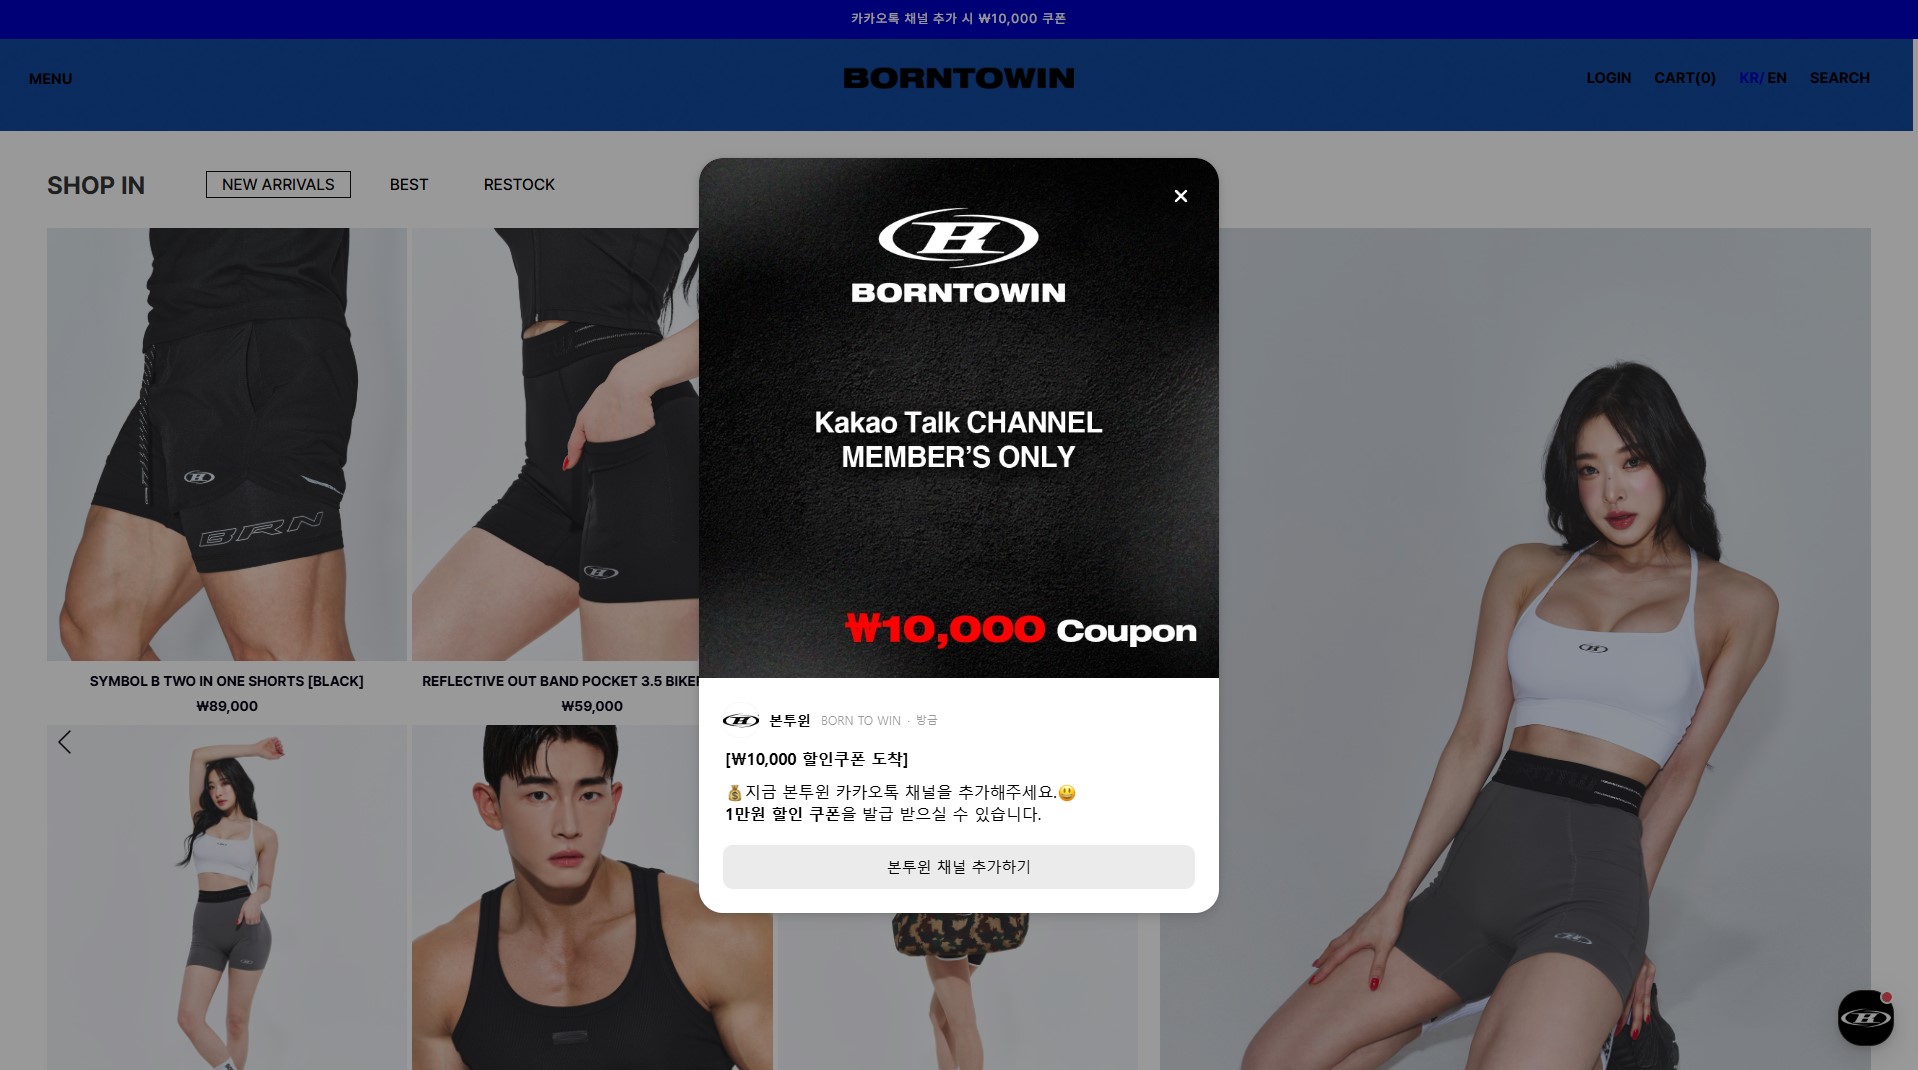 카카오톡 채널 추가 시 ₩10,000 쿠폰
MENU
BORNTOWIN
LOGIN CART(0) KR/ EN SEARCH
SHOP IN NEW ARRIVALS BEST RESTOCK
BRN
SYMBOL B TWO IN ONE SHORTS [BLACK]
₩89,000
REFLECTIVE OUT BAND POCKET 3.5
₩59,000
BORNTOWIN
Kakao Talk CHANNEL
MEMBER'S ONLY
₩10,000 Coupon
본투윈 BORN TO WIN · 방금
[₩10,000 할인쿠폰 도착]
💰지금 본투윈 카카오톡 채널을 추가해주세요.😃
1만원 할인 쿠폰을 발급 받으실 수 있습니다.
본투윈 채널 추가하기